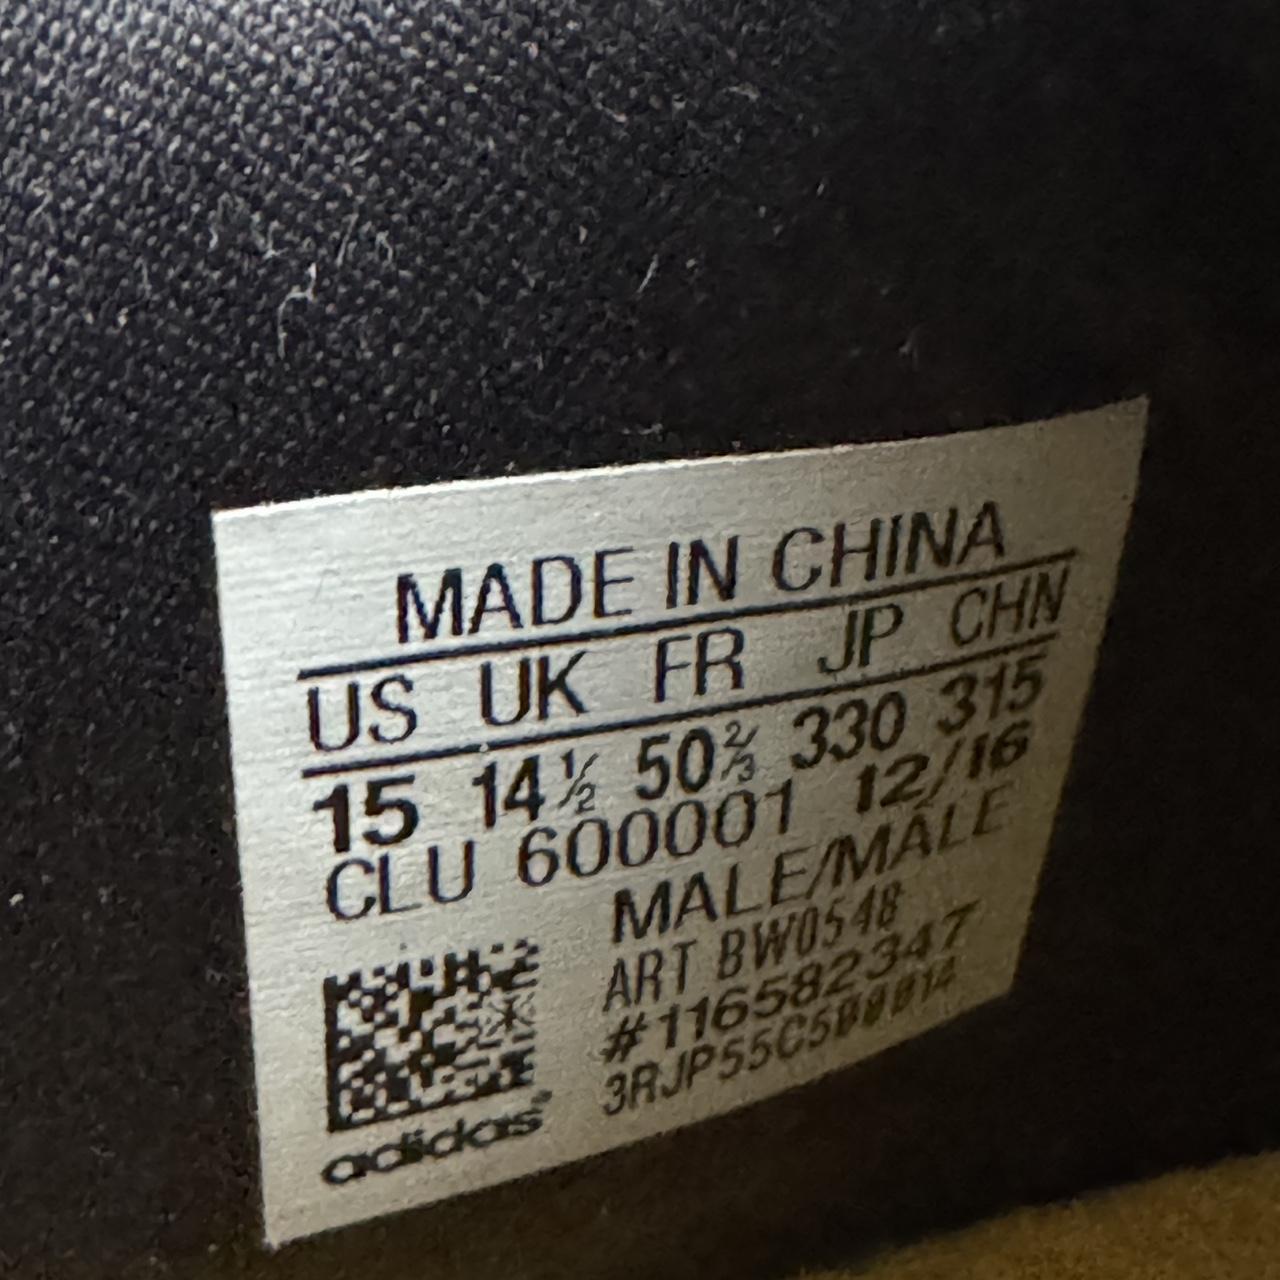 MADE IN CHINA
US UK FR JP CHN
15 14½ 50⅔ 330 315
CLU 600001 12/16
MALE/MALE
ART BW0548
#116582347
adidas